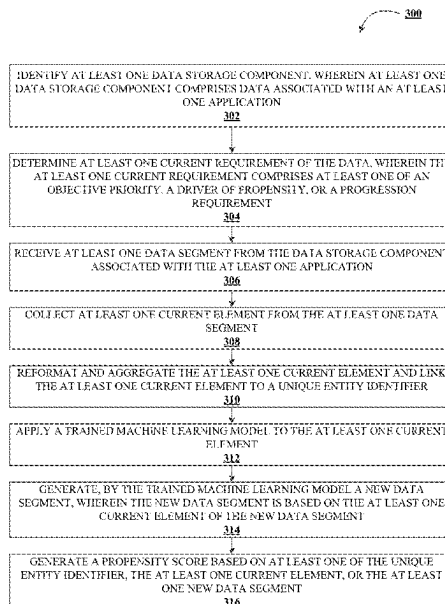 300
IDENTIFY AT LEAST ONE DATA STORAGE COMPONENT, WHEREIN AT LEAST ONE
DATA STORAGE COMPONENT COMPRISES DATA ASSOCIATED WITH AN AT LEAST
ONE APPLICATION
302
DETERMINE AT LEAST ONE CURRENT REQUIREMENT OF THE DATA, WHEREIN THE
AT LEAST ONE CURRENT REQUIREMENT COMPRISES AT LEAST ONE OF AN
OBJECTIVE PRIORITY, A DRIVER OF PROPENSITY, OR A PROGRESSION
REQUIREMENT
304
RECEIVE AT LEAST ONE DATA SEGMENT FROM THE DATA STORAGE COMPONENT
ASSOCIATED WITH THE AT LEAST ONE APPLICATION
306
COLLECT AT LEAST ONE CURRENT ELEMENT FROM THE AT LEAST ONE DATA
SEGMENT
308
REFORMAT AND AGGREGATE THE AT LEAST ONE CURRENT ELEMENT AND LINK
THE AT LEAST ONE CURRENT ELEMENT TO A UNIQUE ENTITY IDENTIFIER
310
APPLY A TRAINED MACHINE LEARNING MODEL TO THE AT LEAST ONE CURRENT
ELEMENT
312
GENERATE, BY THE TRAINED MACHINE LEARNING MODEL A NEW DATA
SEGMENT, WHEREIN THE NEW DATA SEGMENT IS BASED ON THE AT LEAST ONE
CURRENT ELEMENT OF THE NEW DATA SEGMENT
314
GENERATE A PROPENSITY SCORE BASED ON AT LEAST ONE OF THE UNIQUE
ENTITY IDENTIFIER, THE AT LEAST ONE CURRENT ELEMENT, OR THE AT LEAST
ONE NEW DATA SEGMENT
316